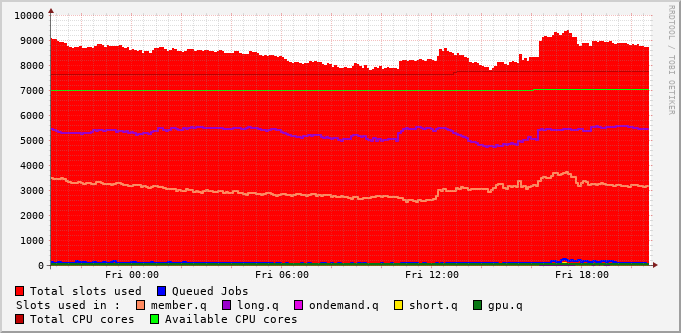 10000
9000
8000
7000
6000
5000
4000
3000
2000
1000
0
Fri 00:00 Fri 06:00 Fri 12:00 Fri 18:00
RRDTOOL / TOBI OETIKER
Total slots used Queued Jobs
Slots used in : member.q long.q ondemand.q short.q gpu.q
Total CPU cores Available CPU cores